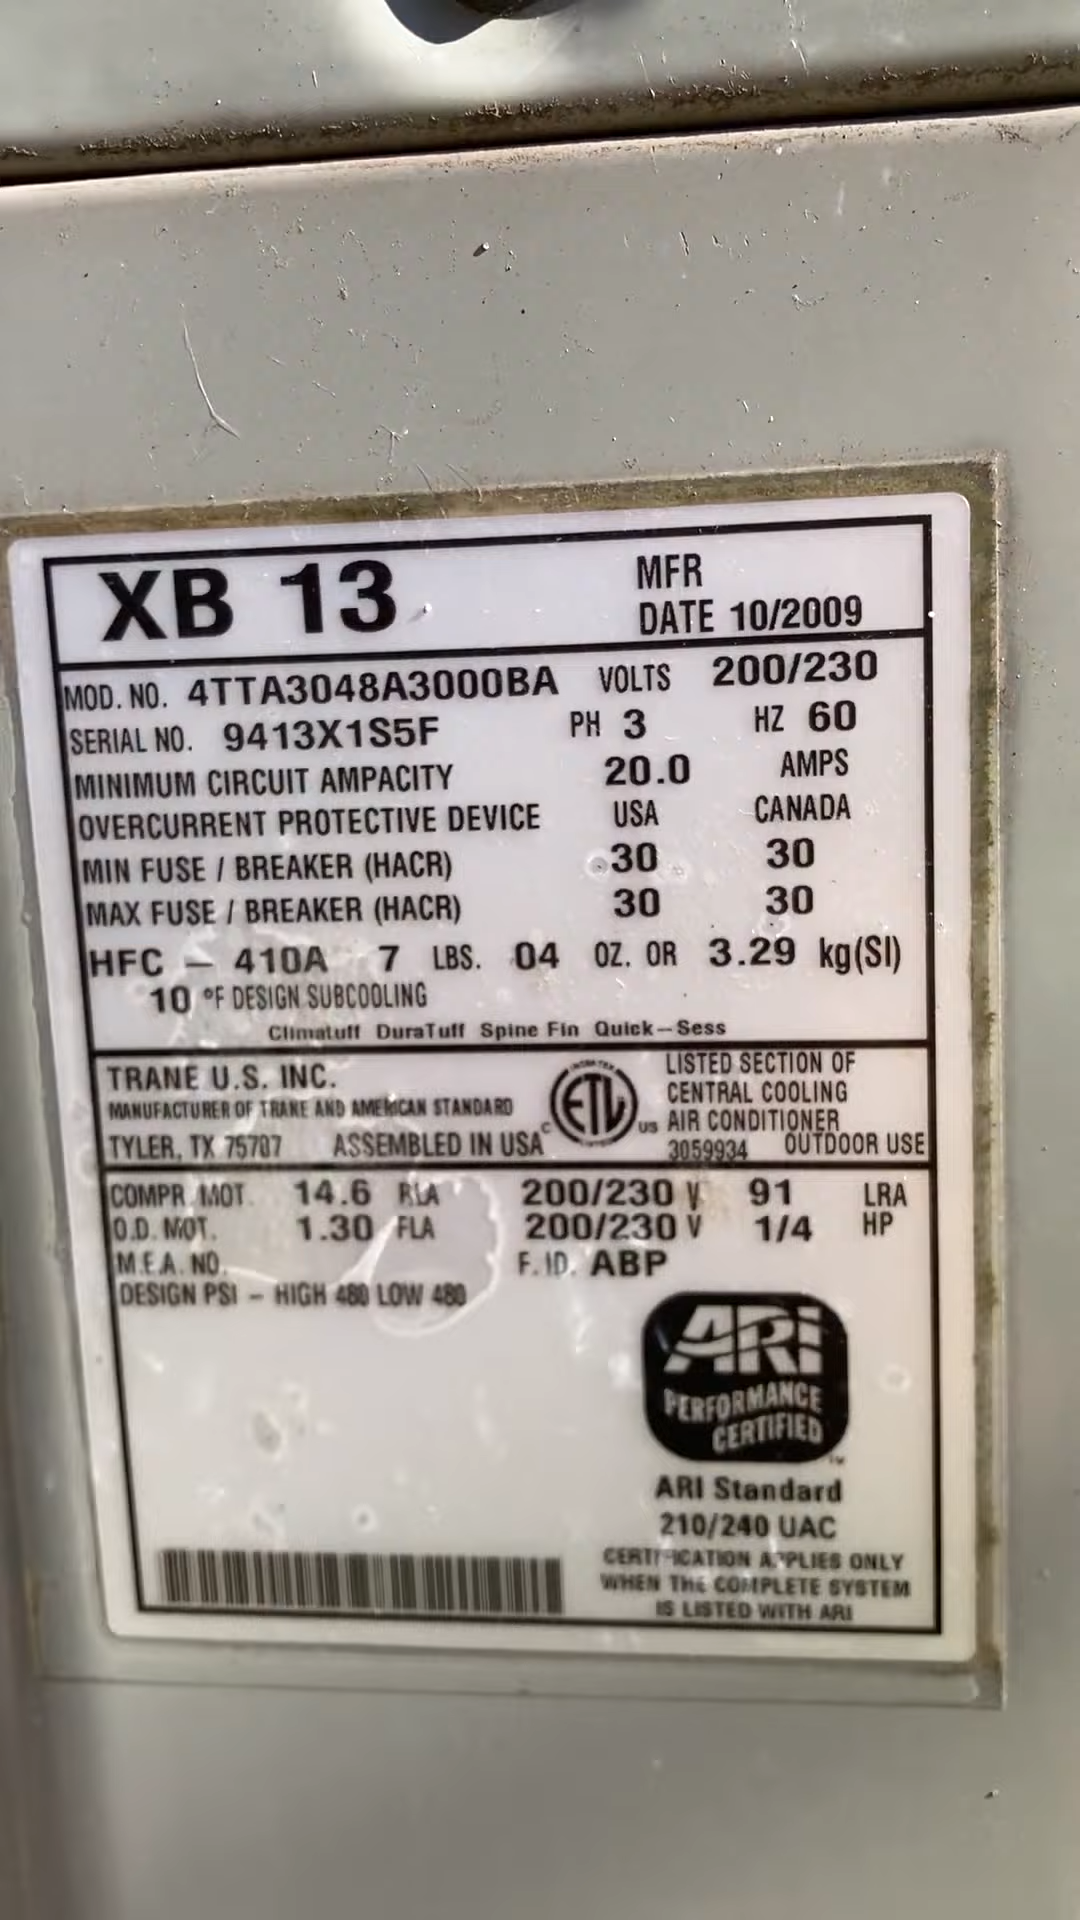 XB 13
MFR
DATE 10/2009
MOD. NO. 4TTA3048A3000BA VOLTS 200/230
SERIAL NO. 9413X1S5F PH 3 HZ 60
MINIMUM CIRCUIT AMPACITY 20.0 AMPS
OVERCURRENT PROTECTIVE DEVICE USA CANADA
MIN FUSE / BREAKER (HACR) 30 30
MAX FUSE / BREAKER (HACR) 30 30
HFC – 410A 7 LBS. 04 OZ. OR 3.29 kg(SI)
10 °F DESIGN SUBCOOLING
Climatuff DuraTuff Spine Fin Quick–Sess
TRANE U.S. INC.
MANUFACTURER OF TRANE AND AMERICAN STANDARD
TYLER, TX 75707 ASSEMBLED IN USA
C ETL US
LISTED SECTION OF
CENTRAL COOLING
AIR CONDITIONER
3059934 OUTDOOR USE
COMPR. MOT. 14.6 RLA 200/230 V 91 LRA
O.D. MOT. 1.30 FLA 200/230 V 1/4 HP
M.E.A. NO. F. ID. ABP
DESIGN PSI – HIGH 480 LOW 480
ARI
PERFORMANCE
CERTIFIED
TM
ARI Standard
210/240 UAC
CERTIFICATION APPLIES ONLY
WHEN THE COMPLETE SYSTEM
IS LISTED WITH ARI